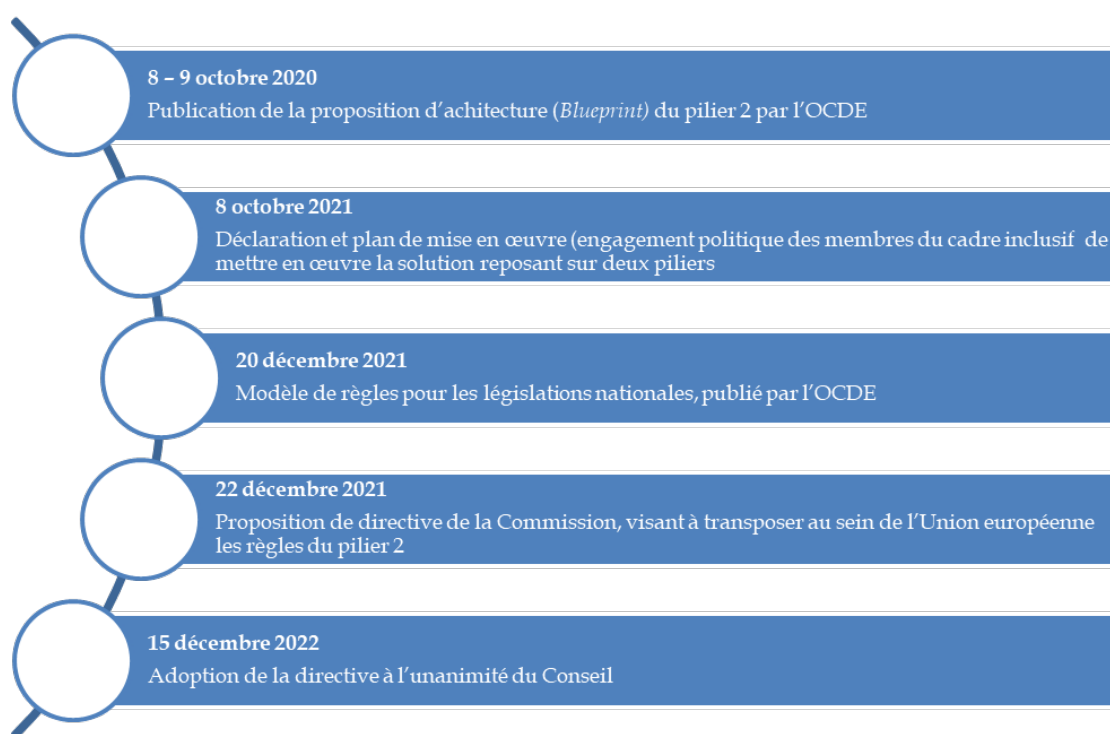 8 – 9 octobre 2020
Publication de la proposition d’achitecture (Blueprint) du pilier 2 par l’OCDE
8 octobre 2021
Déclaration et plan de mise en œuvre (engagement politique des membres du cadre inclusif de
mettre en œuvre la solution reposant sur deux piliers
20 décembre 2021
Modèle de règles pour les législations nationales, publié par l’OCDE
22 décembre 2021
Proposition de directive de la Commission, visant à transposer au sein de l’Union européenne
les règles du pilier 2
15 décembre 2022
Adoption de la directive à l’unanimité du Conseil